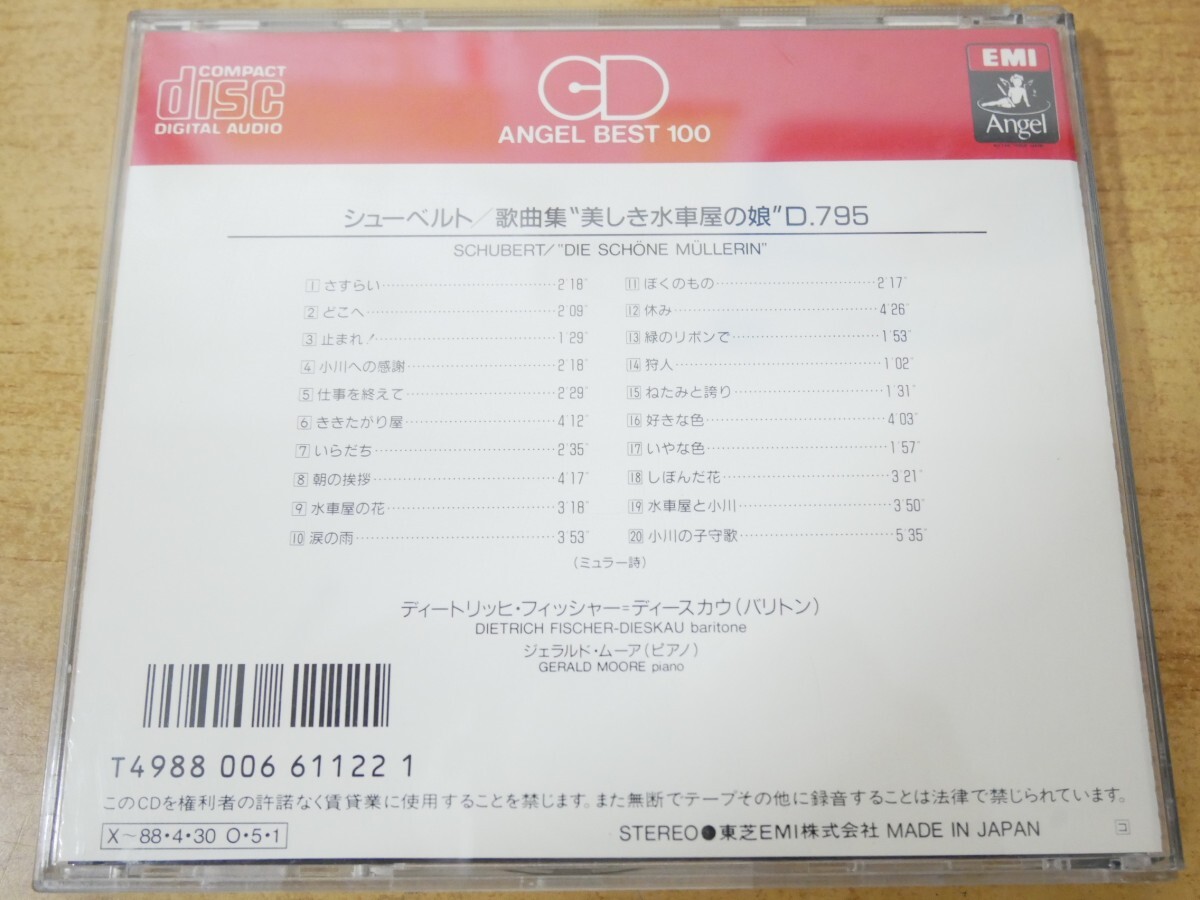 COMPACT
disc
DIGITAL AUDIO
CD
ANGEL BEST 100
EMI
Angel
シューベルト/歌曲集“美しき水車屋の娘”D.795
SCHUBERT/"DIE SCHÖNE MÜLLERIN"
1 さすらい 2'18"
2 どこへ 2'09"
3 止まれ! 1'29"
4 小川への感謝 2'18"
5 仕事を終えて 2'29"
6 ききたがり屋 4'12"
7 いらだち 2'35"
8 朝の挨拶 4'17"
9 水車屋の花 3'18"
10 涙の雨 3'53"
11 ぼくのもの 2'17"
12 休み 4'26"
13 緑のリボンで 1'53"
14 狩人 1'02"
15 ねたみと誇り 1'31"
16 好きな色 4'03"
17 いやな色 1'57"
18 しぼんだ花 3'21"
19 水車屋と小川 3'50"
20 小川の子守歌 5'35"
(ミュラー詩)
ディートリッヒ・フィッシャー=ディースカウ(バリトン)
DIETRICH FISCHER-DIESKAU baritone
ジェラルド・ムーア(ピアノ)
GERALD MOORE piano
T4988 006 61122 1
このCDを権利者の許諾なく賃貸業に使用することを禁じます。また無断でテープその他に録音することは法律で禁じられています。
X~88・4・30 O・5・1
STEREO●東芝EMI株式会社 MADE IN JAPAN
コ